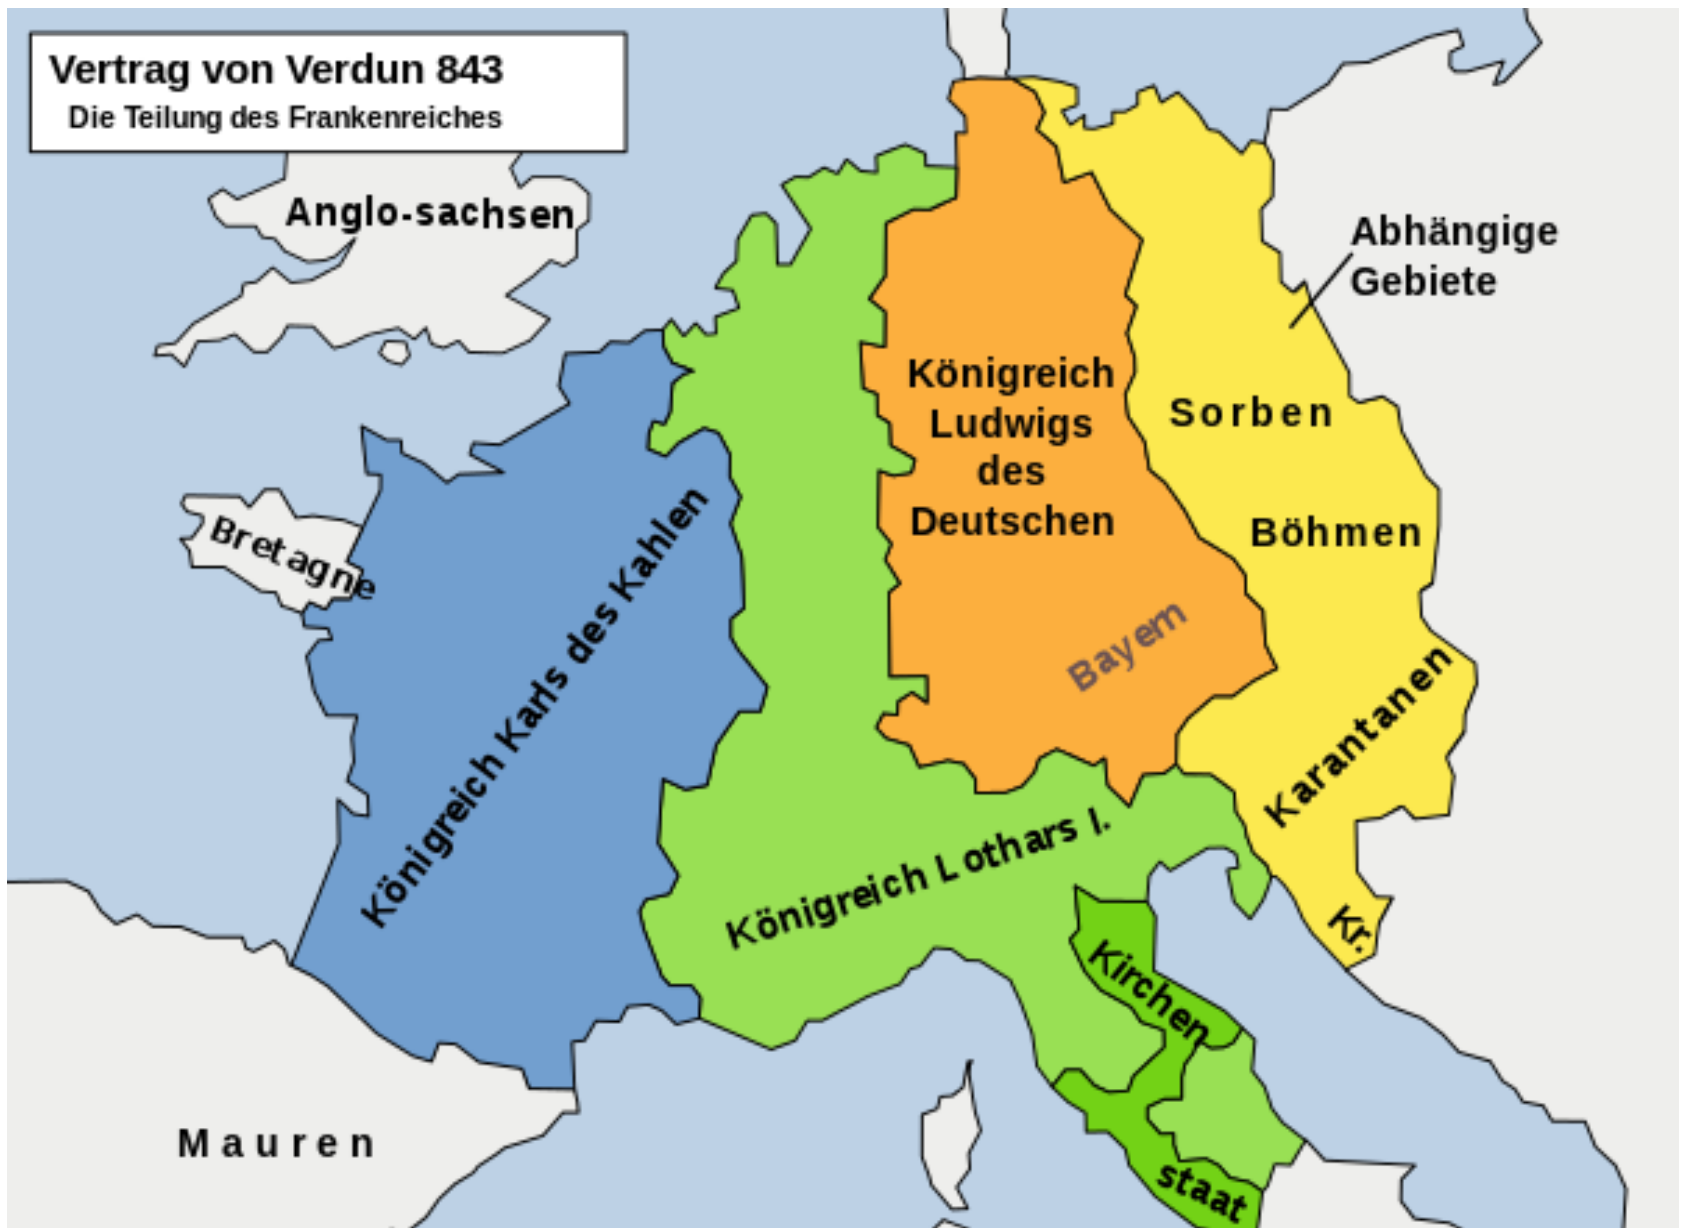 Vertrag von Verdun 843
Die Teilung des Frankenreiches
Anglo-sachsen
Abhängige
Gebiete
Königreich
Ludwigs
des
Deutschen
Sorben
Böhmen
Bretagne
Königreich Karls des Kahlen
Bayern
Karantanen
Königreich Lothars I.
Kr.
Kirchen
staat
Mauren